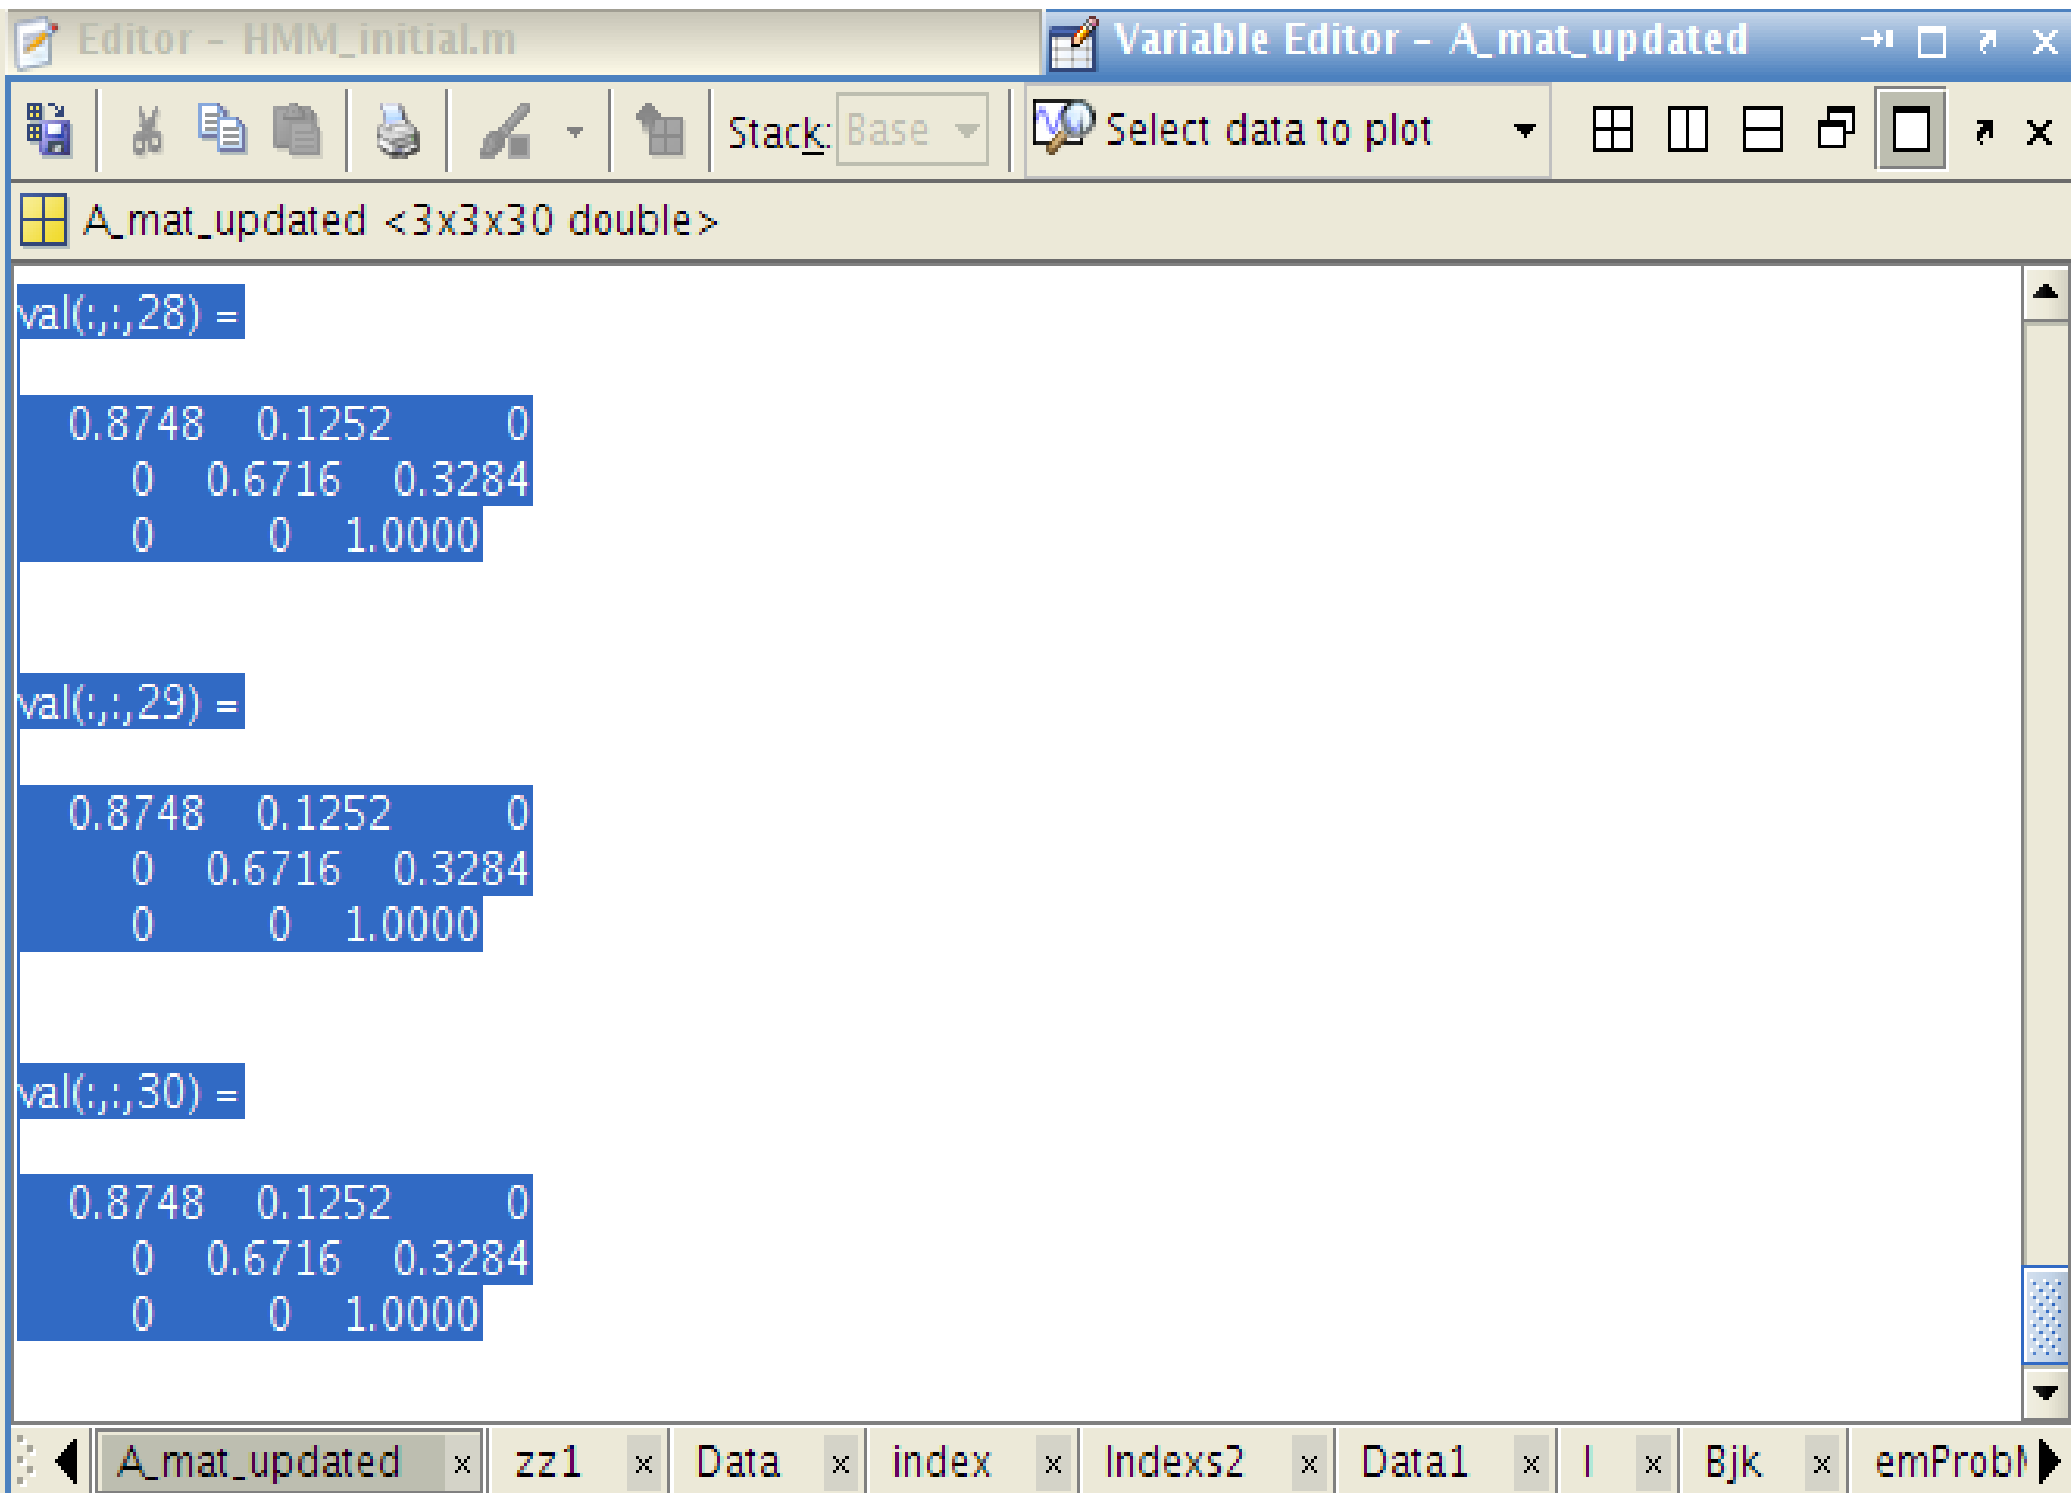 Editor - HMM_initial.m
Variable Editor - A_mat_updated
Stack: Base
Select data to plot
A_mat_updated <3x3x30 double>
val(:,:,28) =
0.8748 0.1252 0
0 0.6716 0.3284
0 0 1.0000
val(:,:,29) =
0.8748 0.1252 0
0 0.6716 0.3284
0 0 1.0000
val(:,:,30) =
0.8748 0.1252 0
0 0.6716 0.3284
0 0 1.0000
A_mat_updated zz1 Data index Indexs2 Data1 I Bjk